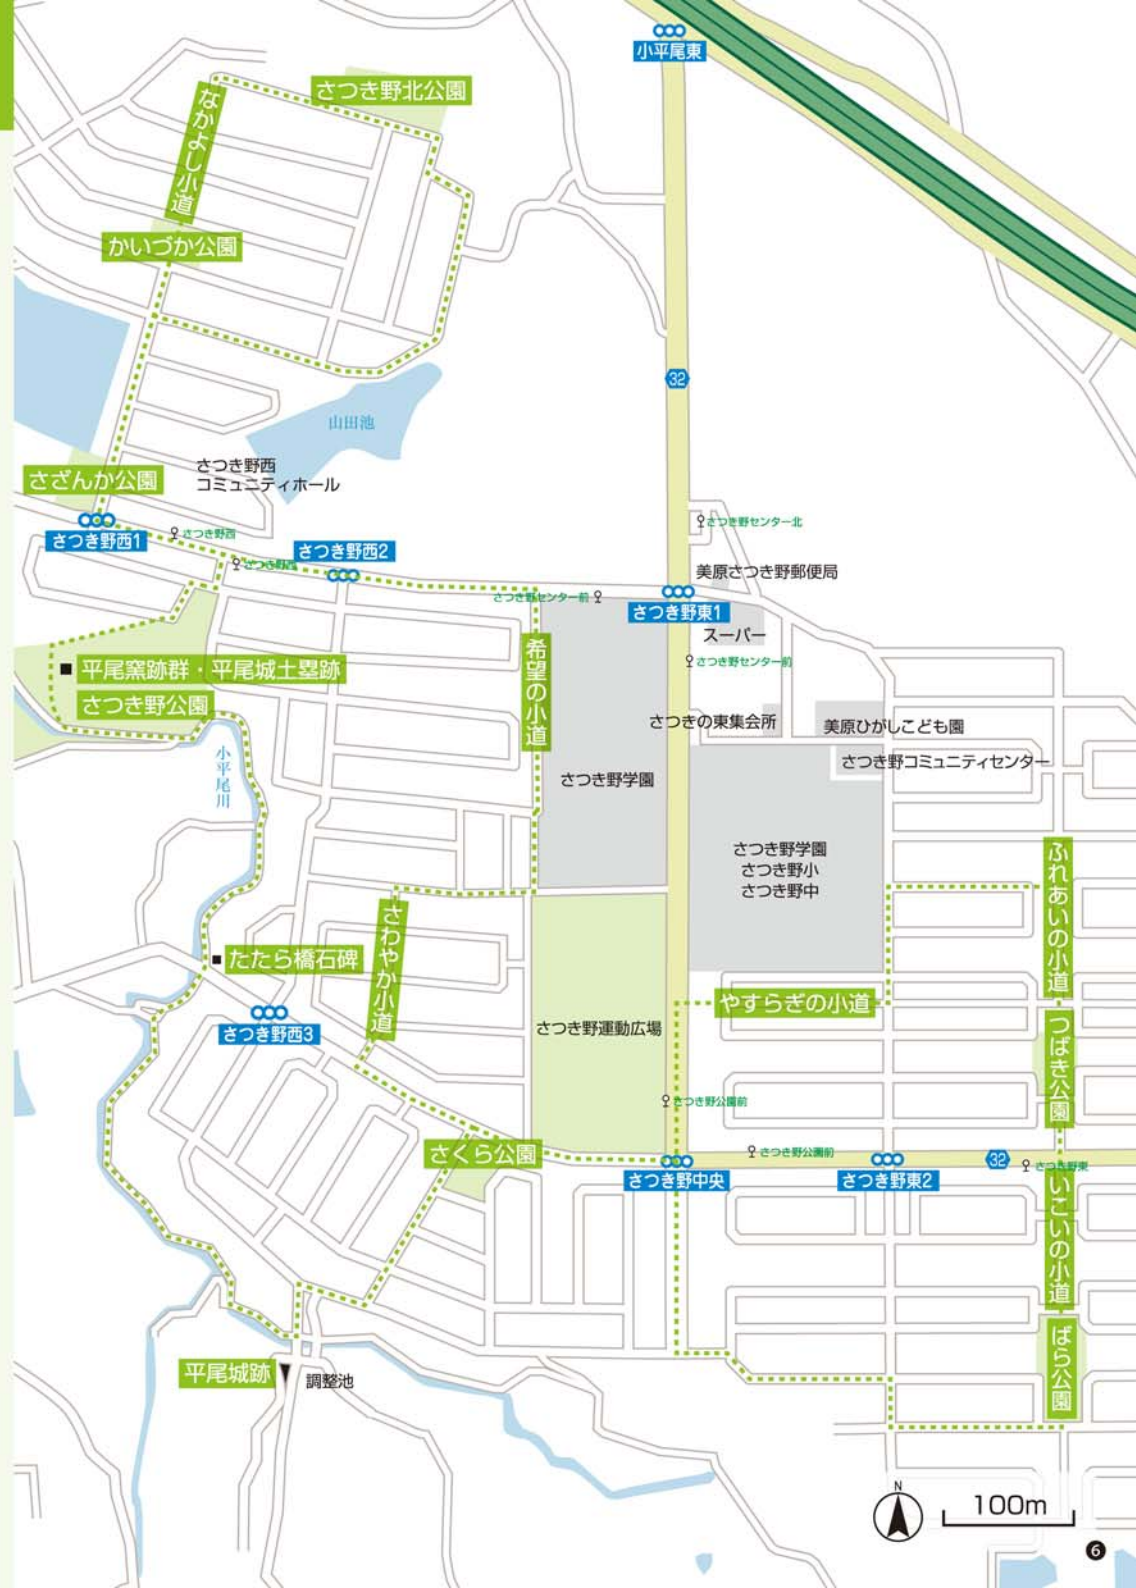 小平尾東
さつき野北公園
なかよし小道
かいづか公園
32
山田池
さつき野西
コミュニティホール
さざんか公園
さつき野西1
さつき野西
さつき野西
さつき野西2
さつき野センター北
美原さつき野郵便局
さつき野センター前
さつき野東1
スーパー
さつき野センター前
希望の小道
平尾窯跡群・平尾城土塁跡
さつき野公園
さつきの東集会所
美原ひがしこども園
さつき野コミュニティセンター
小平尾川
さつき野学園
さつき野学園
さつき野小
さつき野中
ふれあいの小道
さわやか小道
たたら橋石碑
さつき野西3
やすらぎの小道
さつき野運動広場
つばき公園
さつき野公園前
さくら公園
さつき野公園前
さつき野中央
さつき野東2
32
さつき野東
いこいの小道
ばら公園
平尾城跡
調整池
N
100m
6